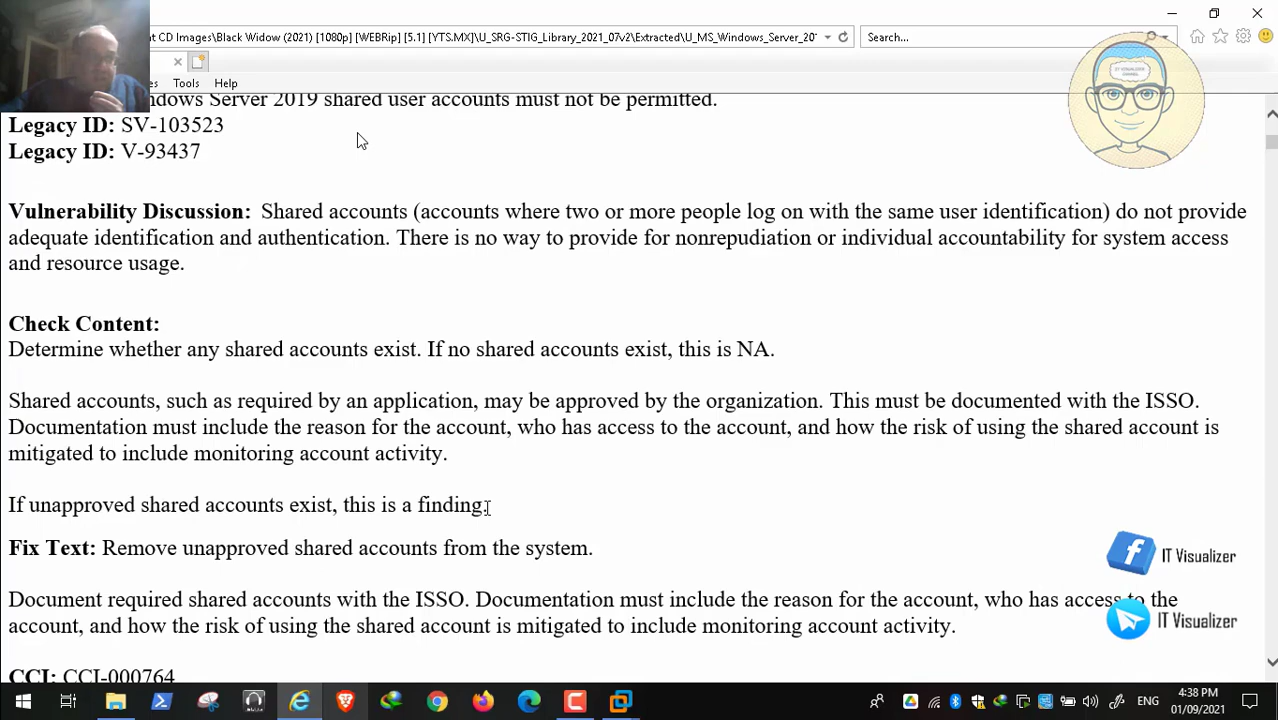 nt CD Images\Black Widow (2021) [1080p] [WEBRip] [5.1] [YTS.MX]\U_SRG-STIG_Library_2021_07v2\Extracted\U_MS_Windows_Server_20
Search...
Tools Help
ndows Server 2019 shared user accounts must not be permitted.
Legacy ID: SV-103523
Legacy ID: V-93437
IT VISUALIZER
CHANNEL
Vulnerability Discussion: Shared accounts (accounts where two or more people log on with the same user identification) do not provide
adequate identification and authentication. There is no way to provide for nonrepudiation or individual accountability for system access
and resource usage.
Check Content:
Determine whether any shared accounts exist. If no shared accounts exist, this is NA.
Shared accounts, such as required by an application, may be approved by the organization. This must be documented with the ISSO.
Documentation must include the reason for the account, who has access to the account, and how the risk of using the shared account is
mitigated to include monitoring account activity.
If unapproved shared accounts exist, this is a finding.
Fix Text: Remove unapproved shared accounts from the system.
IT Visualizer
Document required shared accounts with the ISSO. Documentation must include the reason for the account, who has access to the
account, and how the risk of using the shared account is mitigated to include monitoring account activity.
IT Visualizer
CCI: CCI-000764
ENG
4:38 PM
01/09/2021